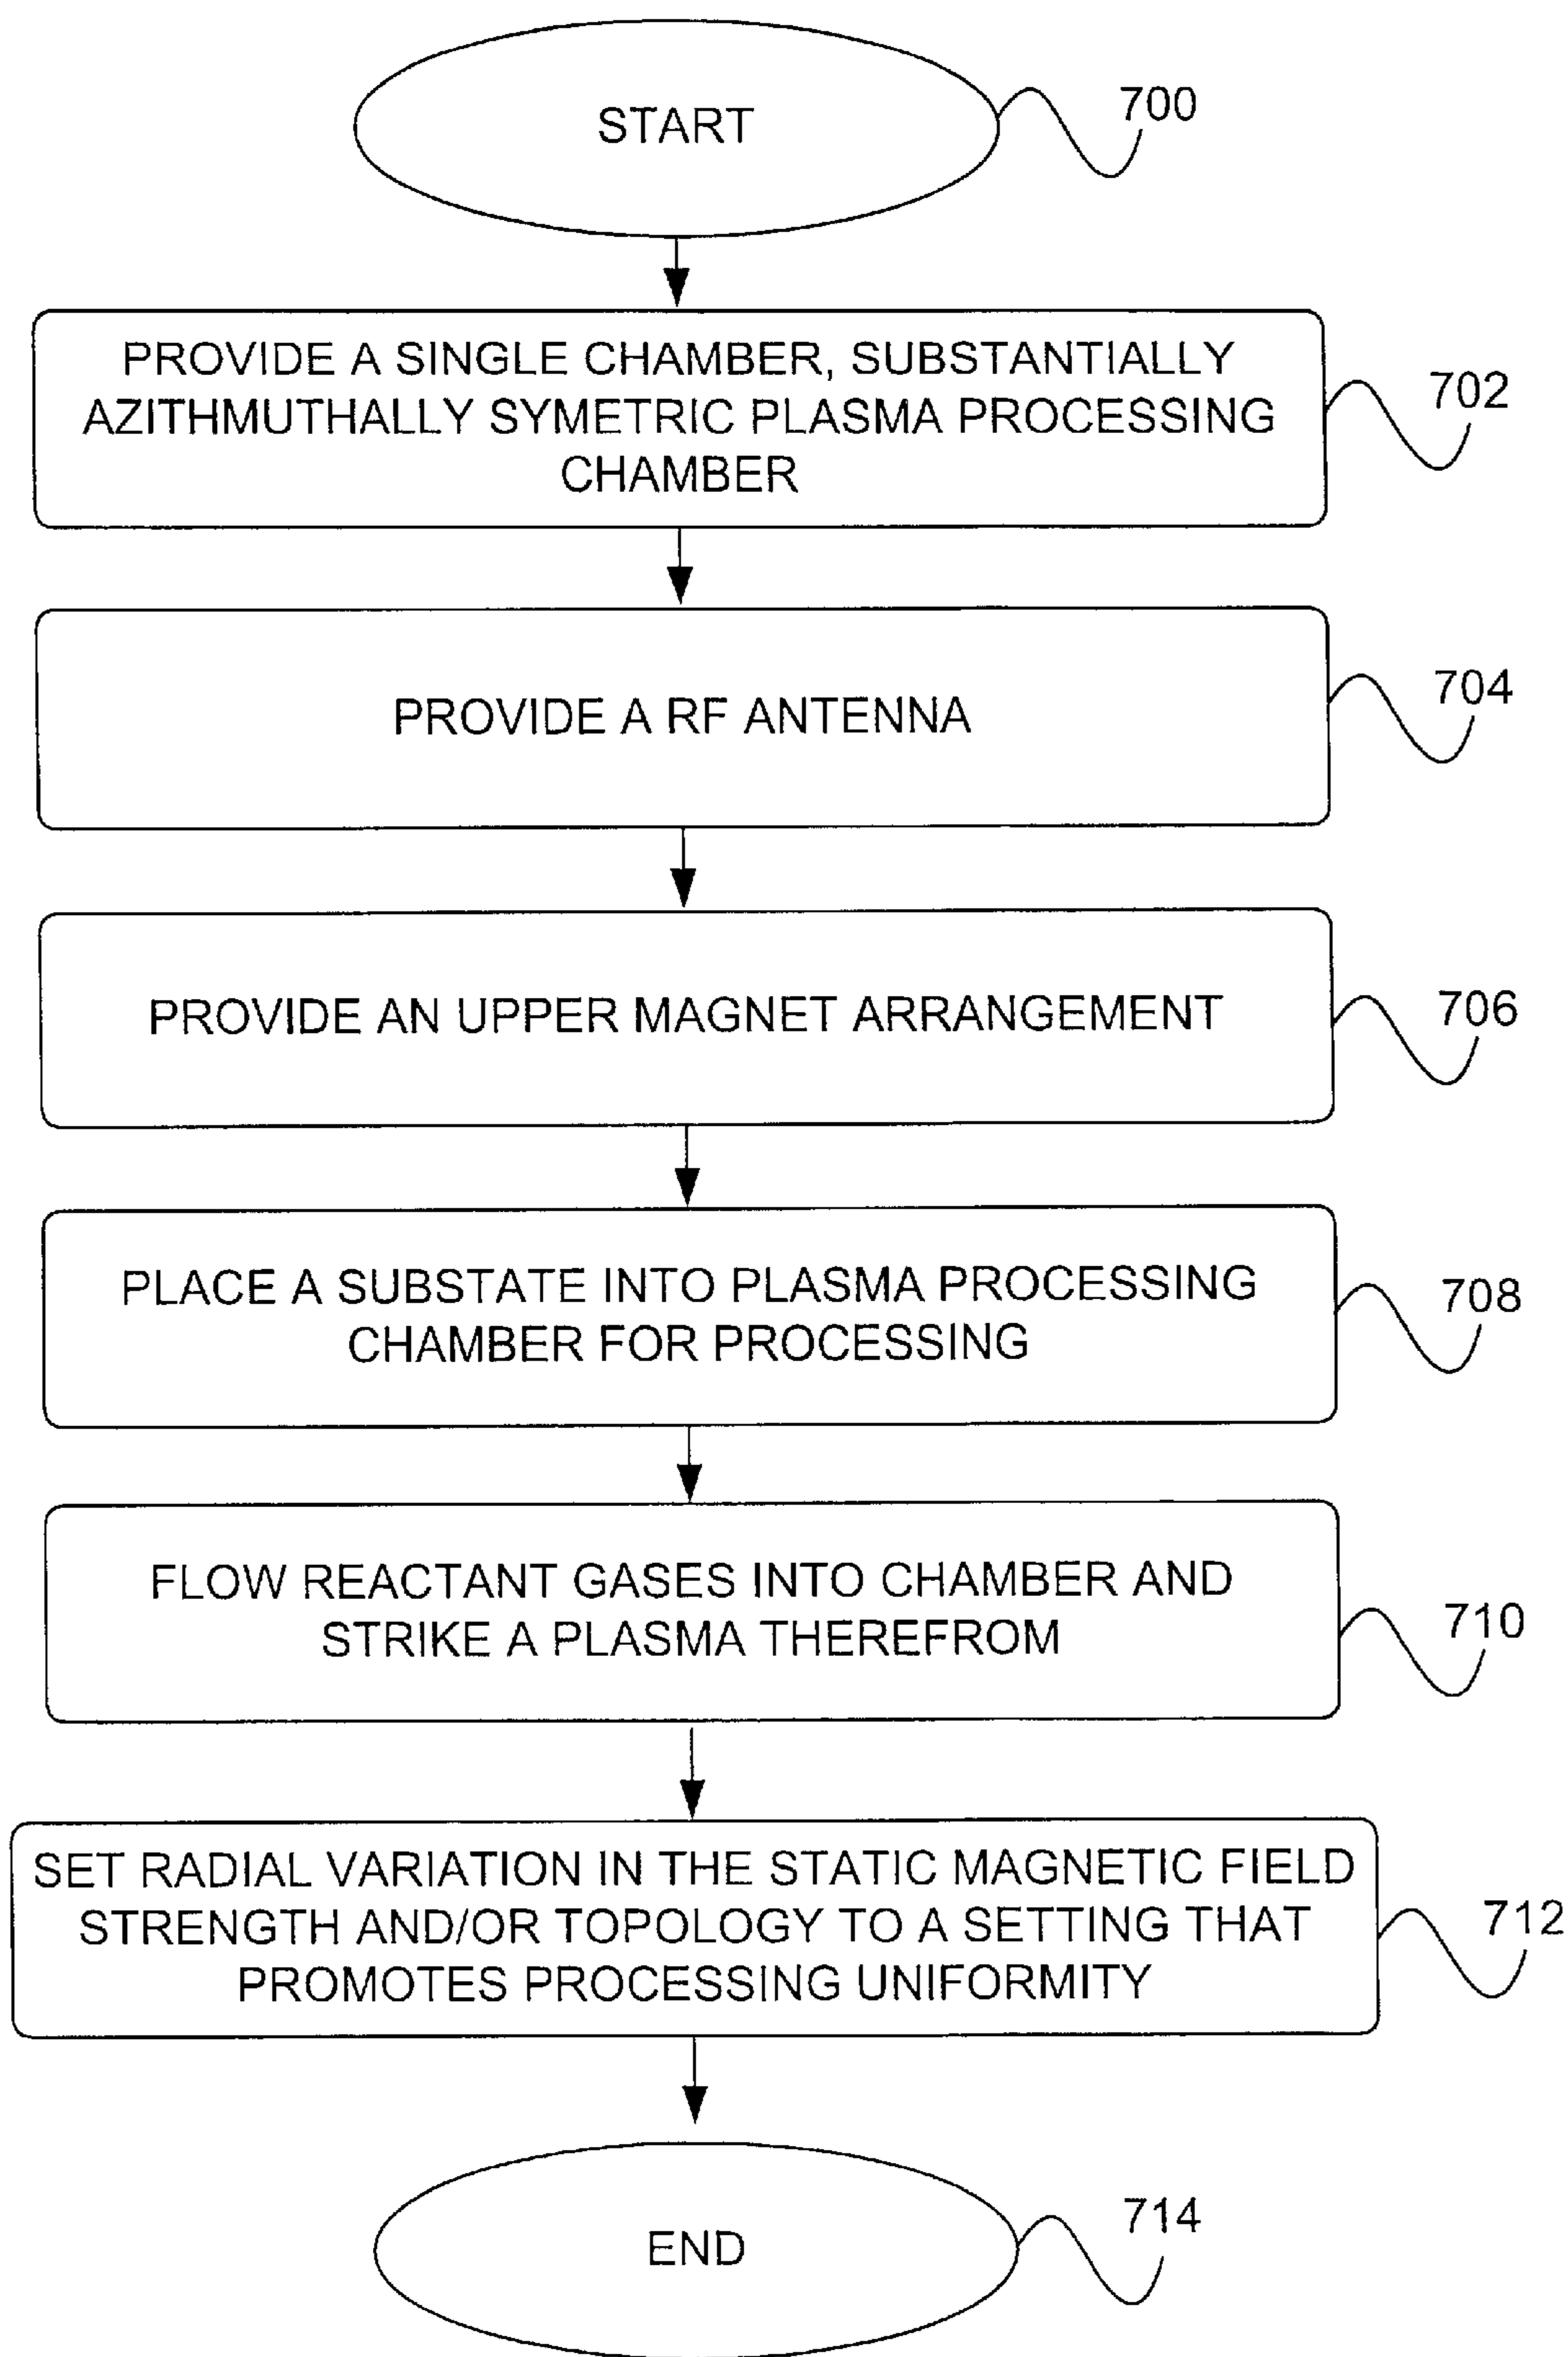 START
700
PROVIDE A SINGLE CHAMBER, SUBSTANTIALLY
AZITHMUTHALLY SYMETRIC PLASMA PROCESSING
CHAMBER
702
PROVIDE A RF ANTENNA
704
PROVIDE AN UPPER MAGNET ARRANGEMENT
706
PLACE A SUBSTATE INTO PLASMA PROCESSING
CHAMBER FOR PROCESSING
708
FLOW REACTANT GASES INTO CHAMBER AND
STRIKE A PLASMA THEREFROM
710
SET RADIAL VARIATION IN THE STATIC MAGNETIC FIELD
STRENGTH AND/OR TOPOLOGY TO A SETTING THAT
PROMOTES PROCESSING UNIFORMITY
712
END
714